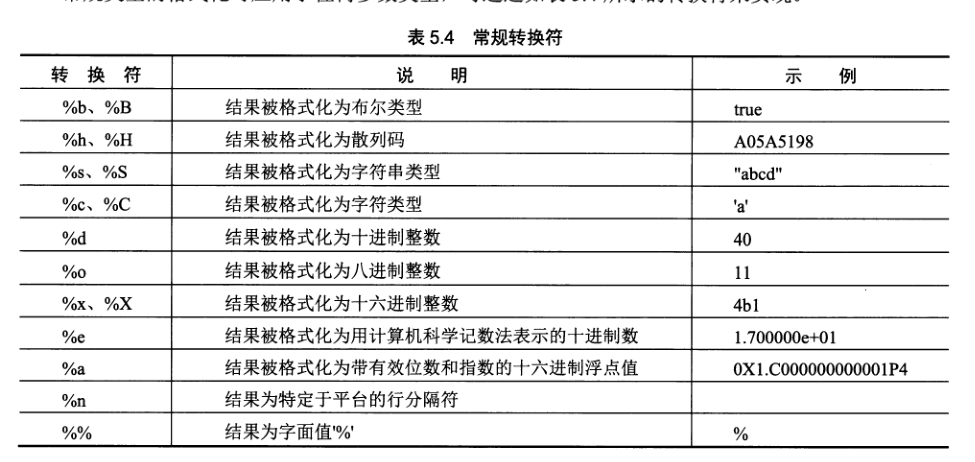 表 5.4 常规转换符
转 换 符 说 明 示 例
%b、%B 结果被格式化为布尔类型 true
%h、%H 结果被格式化为散列码 A05A5198
%s、%S 结果被格式化为字符串类型 "abcd"
%c、%C 结果被格式化为字符类型 'a'
%d 结果被格式化为十进制整数 40
%o 结果被格式化为八进制整数 11
%x、%X 结果被格式化为十六进制整数 4b1
%e 结果被格式化为用计算机科学记数法表示的十进制数 1.700000e+01
%a 结果被格式化为带有效位数和指数的十六进制浮点值 0X1.C000000000001P4
%n 结果为特定于平台的行分隔符
%% 结果为字面值'%' %